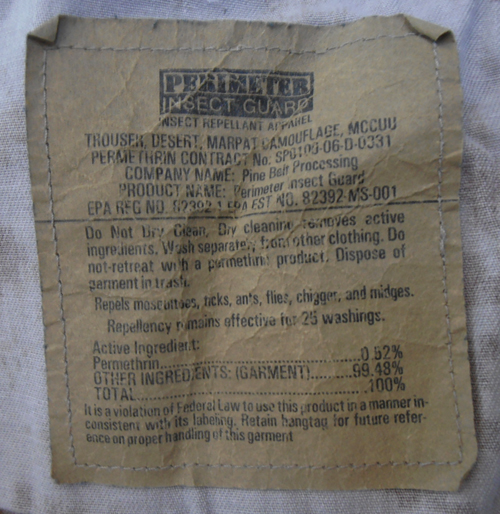 PERIMETER
INSECT GUARD
INSECT REPELLANT APPAREL
TROUSER, DESERT, MARPAT CAMOUFLAGE, MCCUU
PERMETHRIN CONTRACT No. SP0100-06-D-0331
COMPANY NAME: Pine Belt Processing
PRODUCT NAME: Perimeter Insect Guard
EPA REG NO. 82392-1 EPA EST NO. 82392-MS-001
Do Not Dry Clean. Dry cleaning removes active
ingredients. Wash separately from other clothing. Do
not-retreat with a permethrin product. Dispose of
garment in trash.
Repels mosquitoes, ticks, ants, flies, chigger, and midges.
Repellency remains effective for 25 washings.
Active Ingredient:
Permethrin..............................0.52%
OTHER INGREDIENTS: (GARMENT)......99.48%
TOTAL....................................100%
It is a violation of Federal Law to use this product in a manner in-
consistent with its labeling. Retain hangtag for future refer-
ence on proper handling of this garment